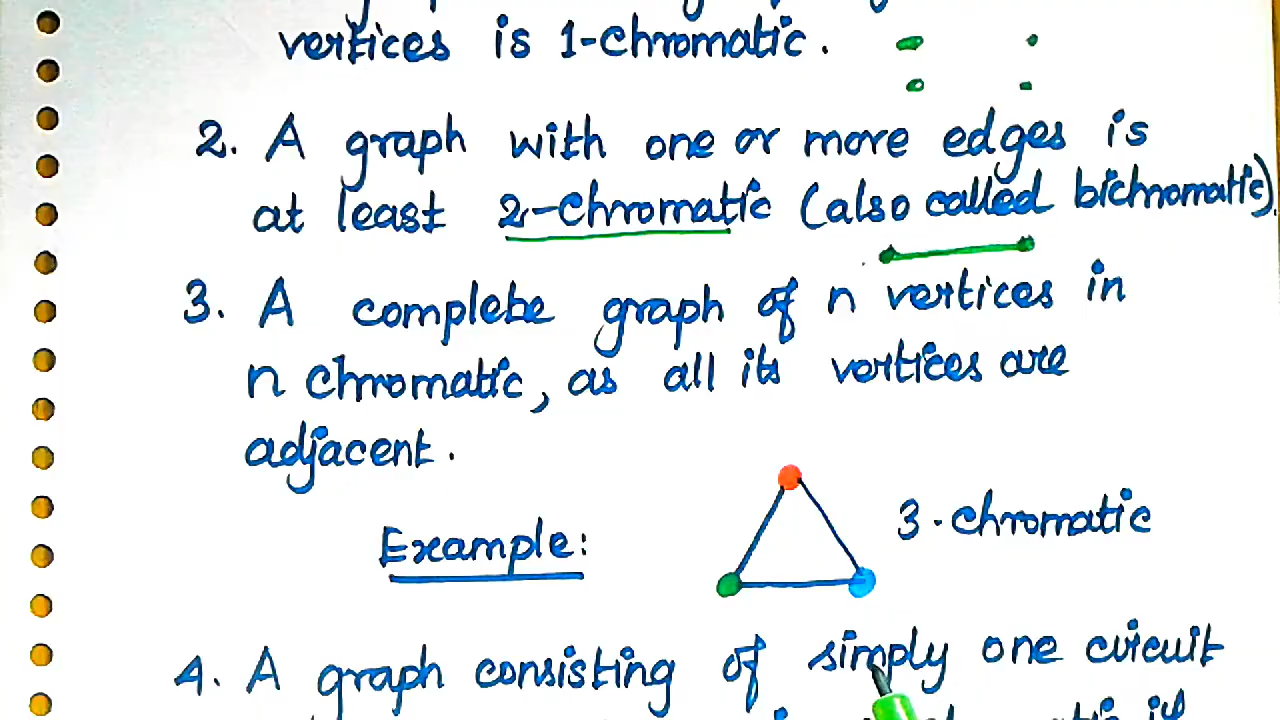 vertices is 1-chromatic.
2. A graph with one or more edges is
at least 2-chromatic (also called bichromatic).
3. A complete graph of n vertices in
n chromatic, as all its vertices are
adjacent.
Example:
3-chromatic
4. A graph consisting of simply one circuit